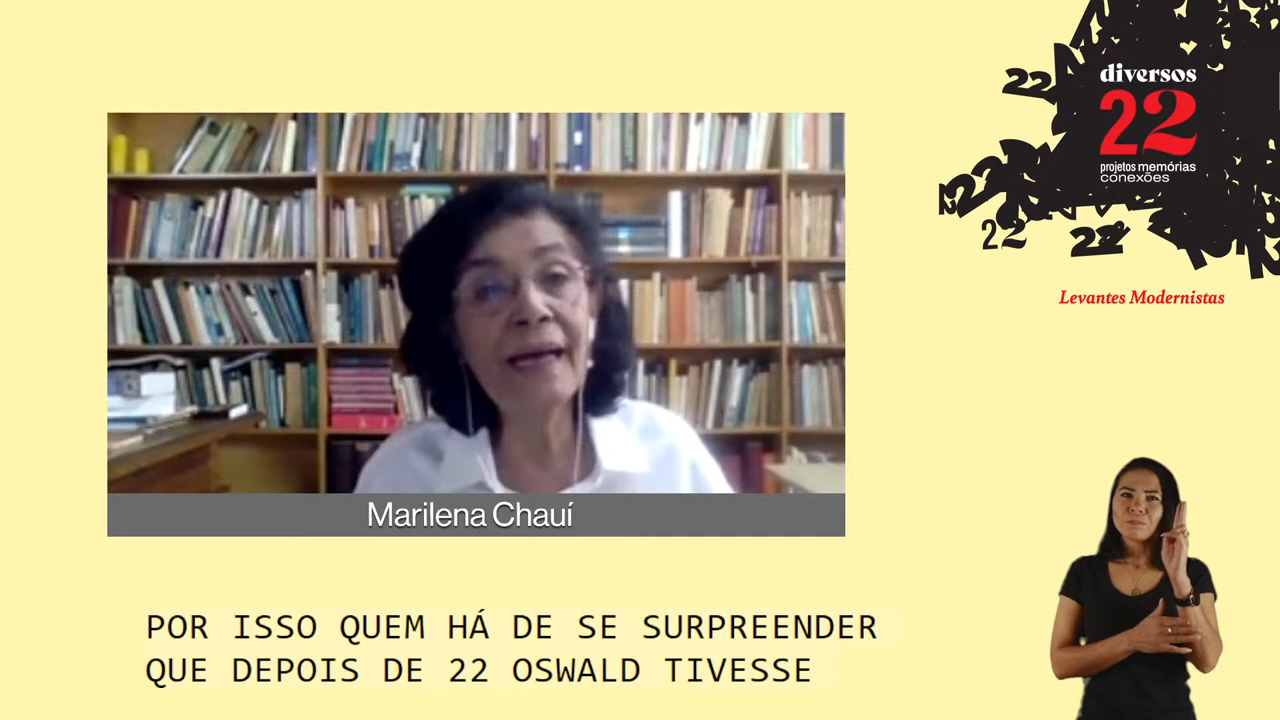 diversos
22
projetos memórias
conexões
22
22
22
22
Levantes Modernistas
Marilena Chauí
POR ISSO QUEM HÁ DE SE SURPREENDER
QUE DEPOIS DE 22 OSWALD TIVESSE